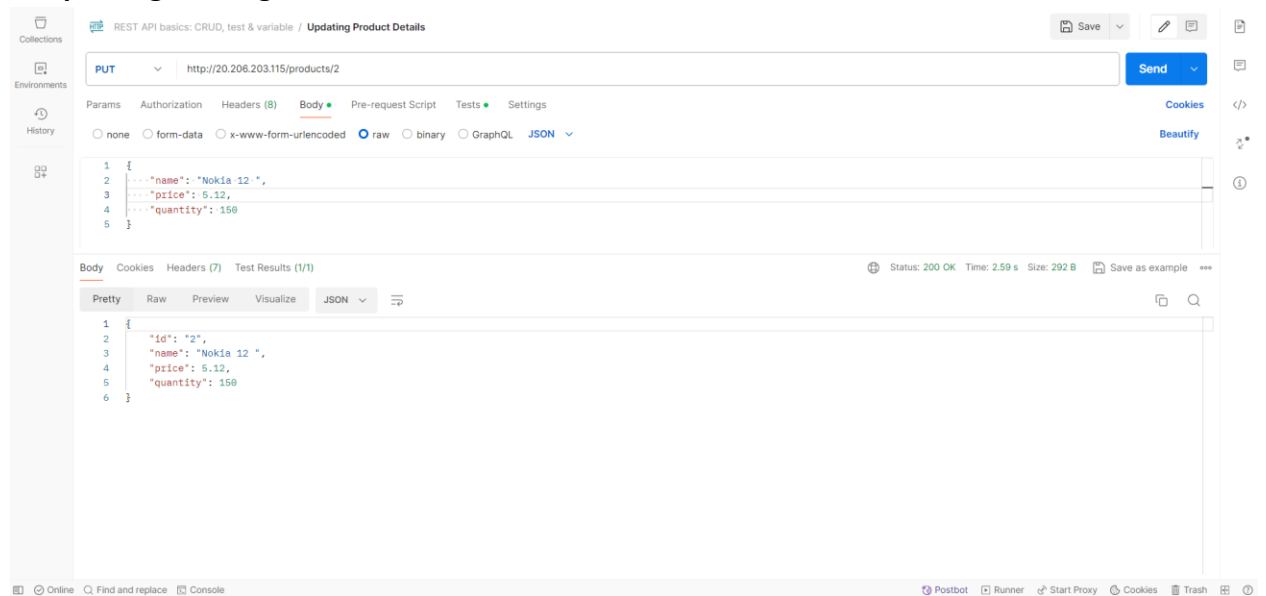 Collections
REST API basics: CRUD, test & variable / Updating Product Details
Save
Environments
PUT
http://20.206.203.115/products/2
Send
History
Params Authorization Headers (8) Body Pre-request Script Tests Settings
Cookies
none form-data x-www-form-urlencoded raw binary GraphQL JSON
Beautify
1 {
2 "name": "Nokia 12 ",
3 "price": 5.12,
4 "quantity": 150
5 }
Body Cookies Headers (7) Test Results (1/1)
Status: 200 OK Time: 2.59 s Size: 292 B Save as example
Pretty Raw Preview Visualize JSON
1 {
2 "id": "2",
3 "name": "Nokia 12 ",
4 "price": 5.12,
5 "quantity": 150
6 }
Online Find and replace Console
Postbot Runner Start Proxy Cookies Trash